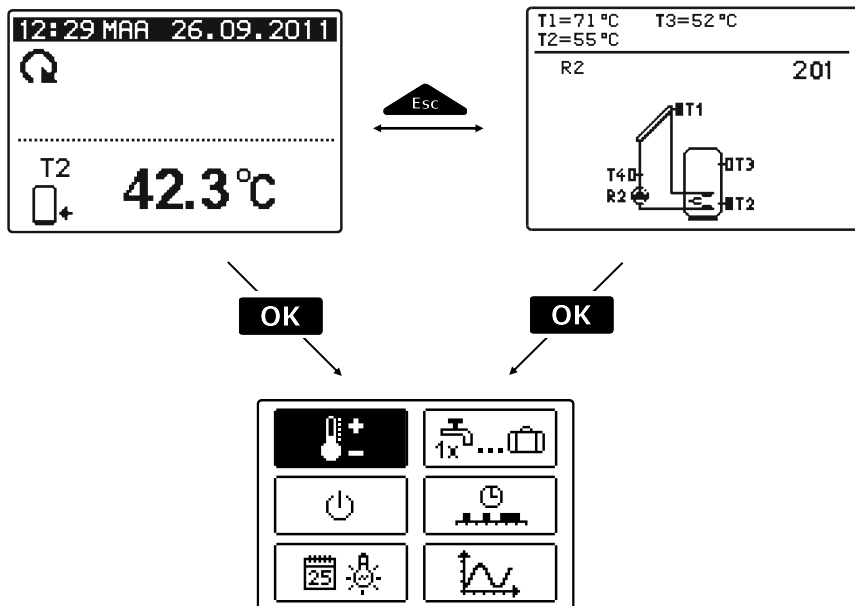 12:29 MAA 26.09.2011
T2
42.3°C
Esc
T1=71°C T3=52°C
T2=55°C
R2 201
T1
T3
T4
R2
T2
OK
OK
1x ...
25